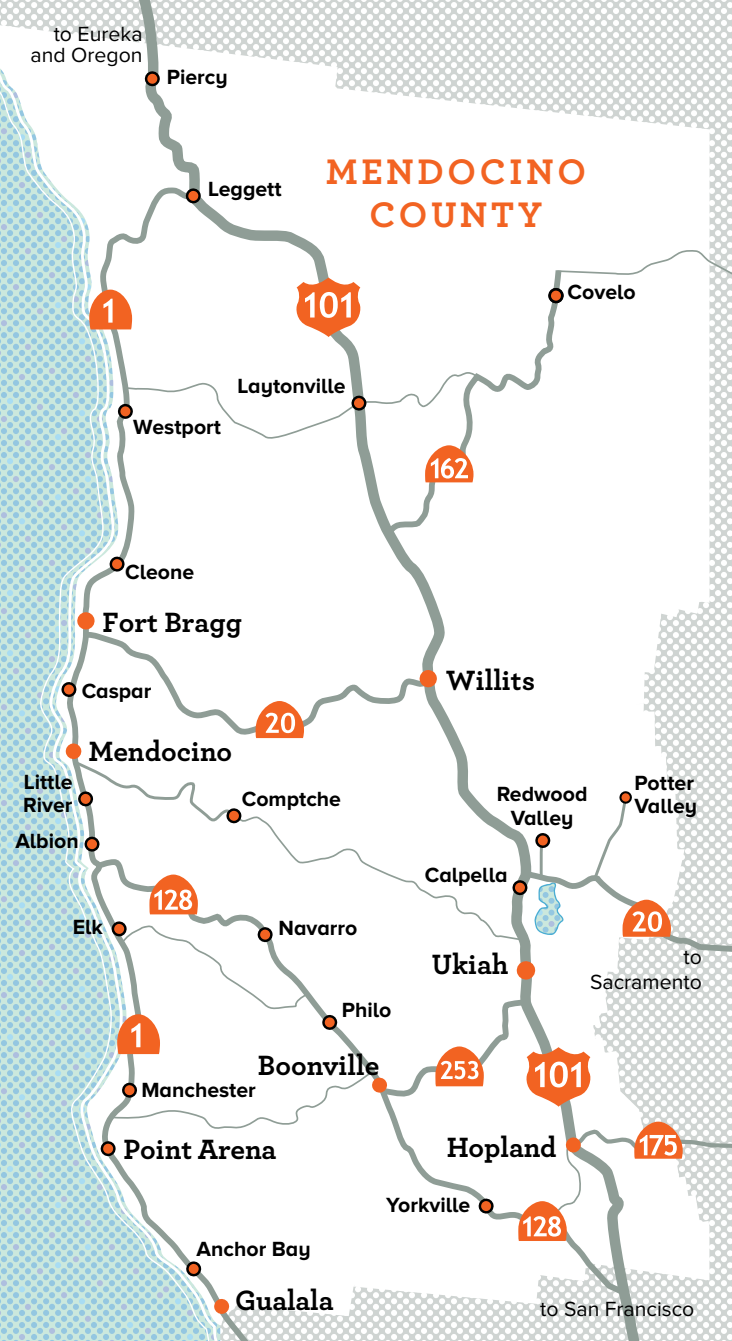 to Eureka
and Oregon
Piercy
MENDOCINO
COUNTY
Leggett
Covelo
1
101
Laytonville
Westport
162
Cleone
Fort Bragg
Willits
Caspar
20
Mendocino
Little
River
Comptche
Redwood
Valley
Potter
Valley
Albion
Calpella
128
20
Elk
Navarro
to
Sacramento
Ukiah
Philo
1
Boonville
253
101
Manchester
Point Arena
Hopland
175
Yorkville
128
Anchor Bay
Gualala
to San Francisco